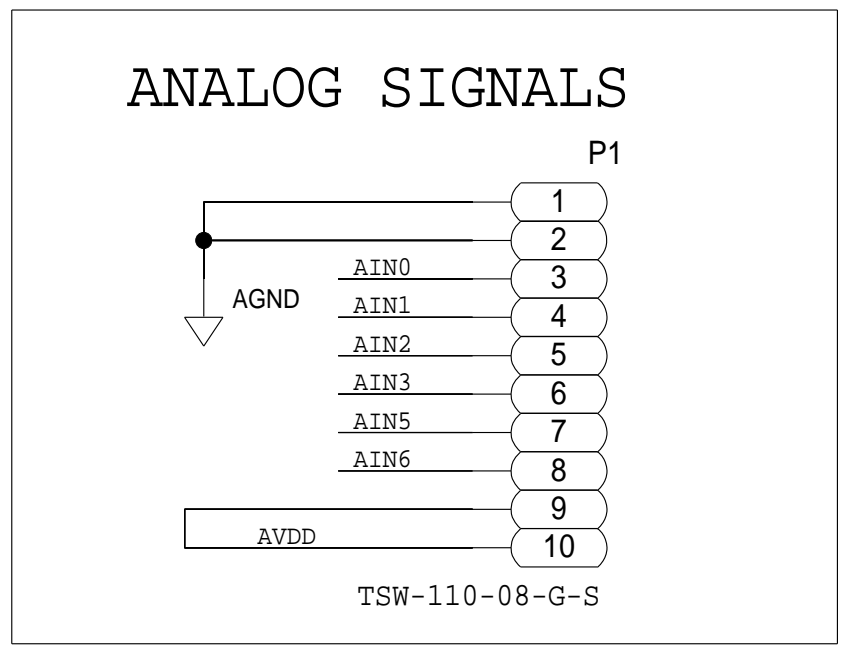 ANALOG SIGNALS
P1
1
2
AIN0 3
AGND
AIN1 4
AIN2 5
AIN3 6
AIN5 7
AIN6 8
9
AVDD 10
TSW-110-08-G-S